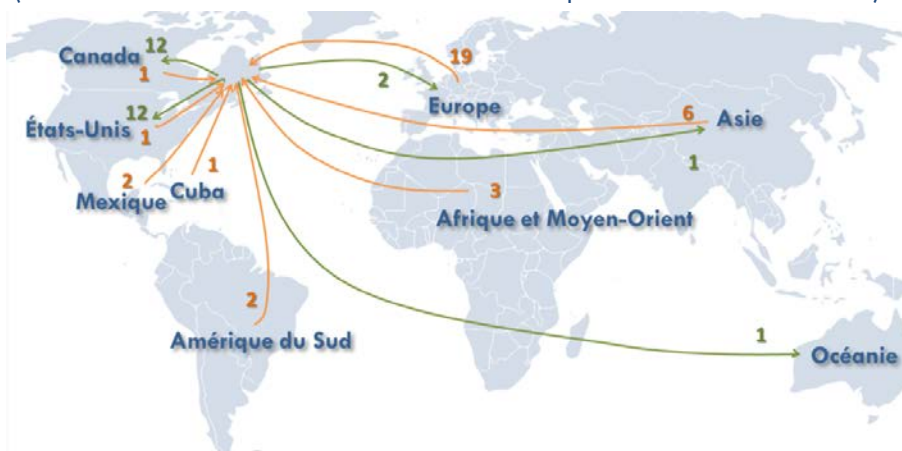 Canada
12
1
États-Unis
12
1
Mexique
2
Cuba
1
Amérique du Sud
2
19
2
Europe
6
Asie
1
3
Afrique et Moyen-Orient
1
Océanie